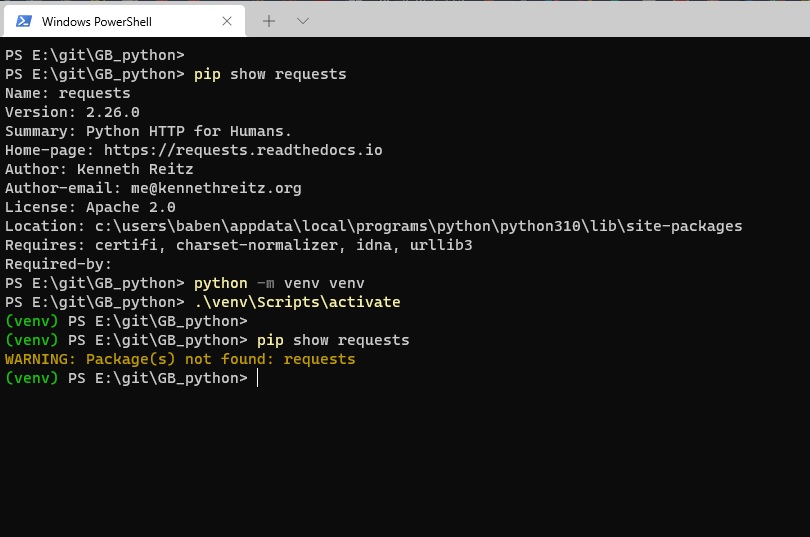 Windows PowerShell
PS E:\git\GB_python>
PS E:\git\GB_python> pip show requests
Name: requests
Version: 2.26.0
Summary: Python HTTP for Humans.
Home-page: https://requests.readthedocs.io
Author: Kenneth Reitz
Author-email: me@kennethreitz.org
License: Apache 2.0
Location: c:\users\baben\appdata\local\programs\python\python310\lib\site-packages
Requires: certifi, charset-normalizer, idna, urllib3
Required-by:
PS E:\git\GB_python> python -m venv venv
PS E:\git\GB_python> .\venv\Scripts\activate
(venv) PS E:\git\GB_python>
(venv) PS E:\git\GB_python> pip show requests
WARNING: Package(s) not found: requests
(venv) PS E:\git\GB_python>